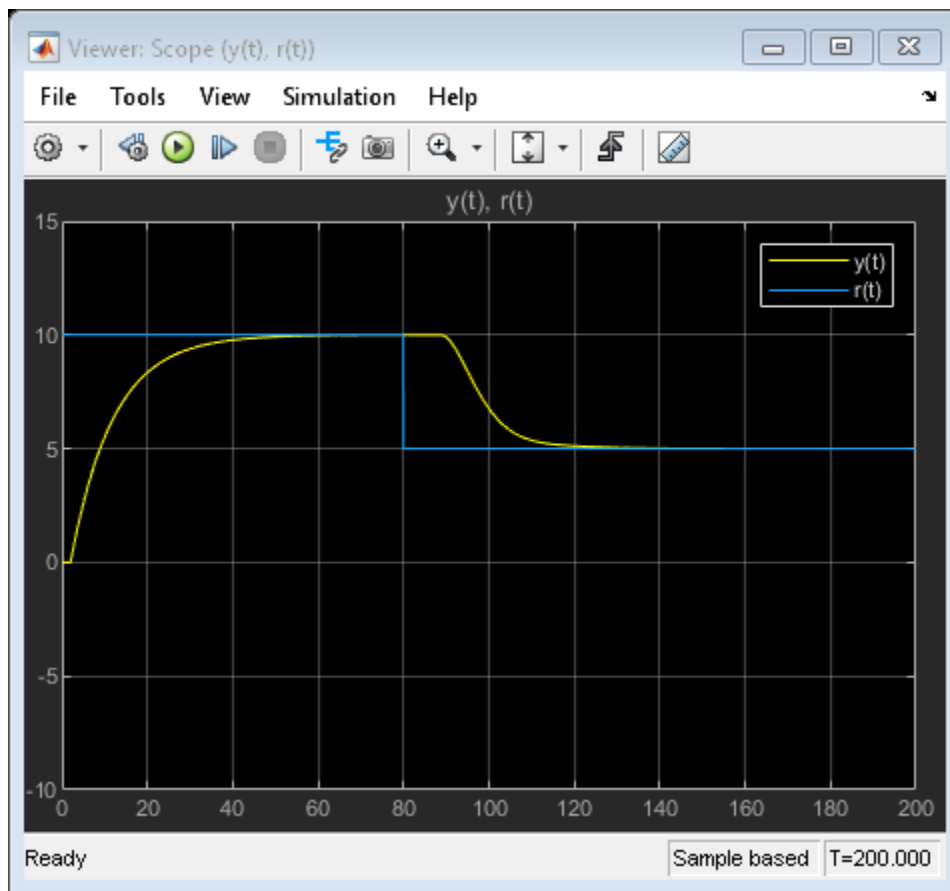 Viewer: Scope (y(t), r(t))
File Tools View Simulation Help
y(t), r(t)
15
10
5
0
-5
-10
y(t)
r(t)
0 20 40 60 80 100 120 140 160 180 200
Ready Sample based T=200.000